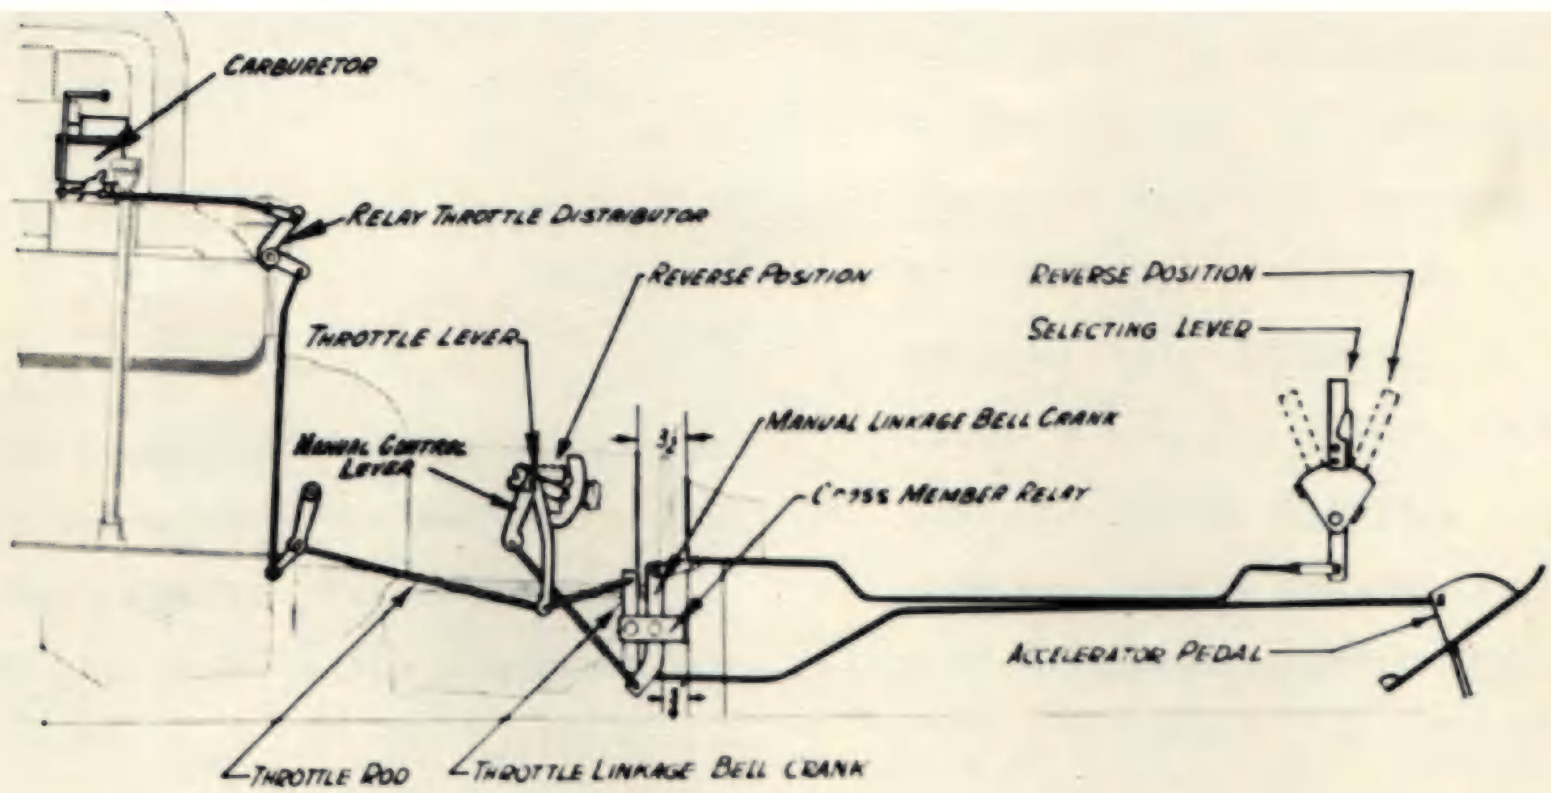 CARBURETOR
RELAY THROTTLE DISTRIBUTOR
REVERSE POSITION
REVERSE POSITION
THROTTLE LEVER
SELECTING LEVER
MANUAL CONTROL
LEVER
MANUAL LINKAGE BELL CRANK
CROSS MEMBER RELAY
ACCELERATOR PEDAL
THROTTLE ROD
THROTTLE LINKAGE BELL CRANK